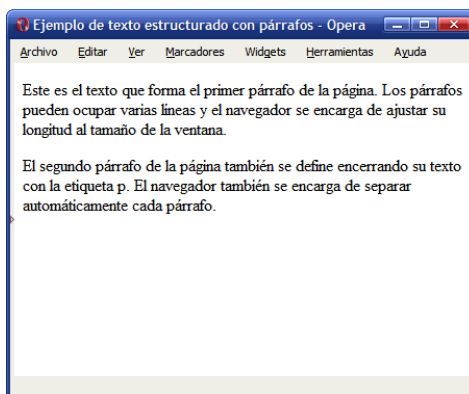 Ejemplo de texto estructurado con párrafos - Opera
Archivo Editar Ver Marcadores Widgets Herramientas Ayuda
Este es el texto que forma el primer párrafo de la página. Los párrafos
pueden ocupar varias líneas y el navegador se encarga de ajustar su
longitud al tamaño de la ventana.
El segundo párrafo de la página también se define encerrando su texto
con la etiqueta p. El navegador también se encarga de separar
automáticamente cada párrafo.